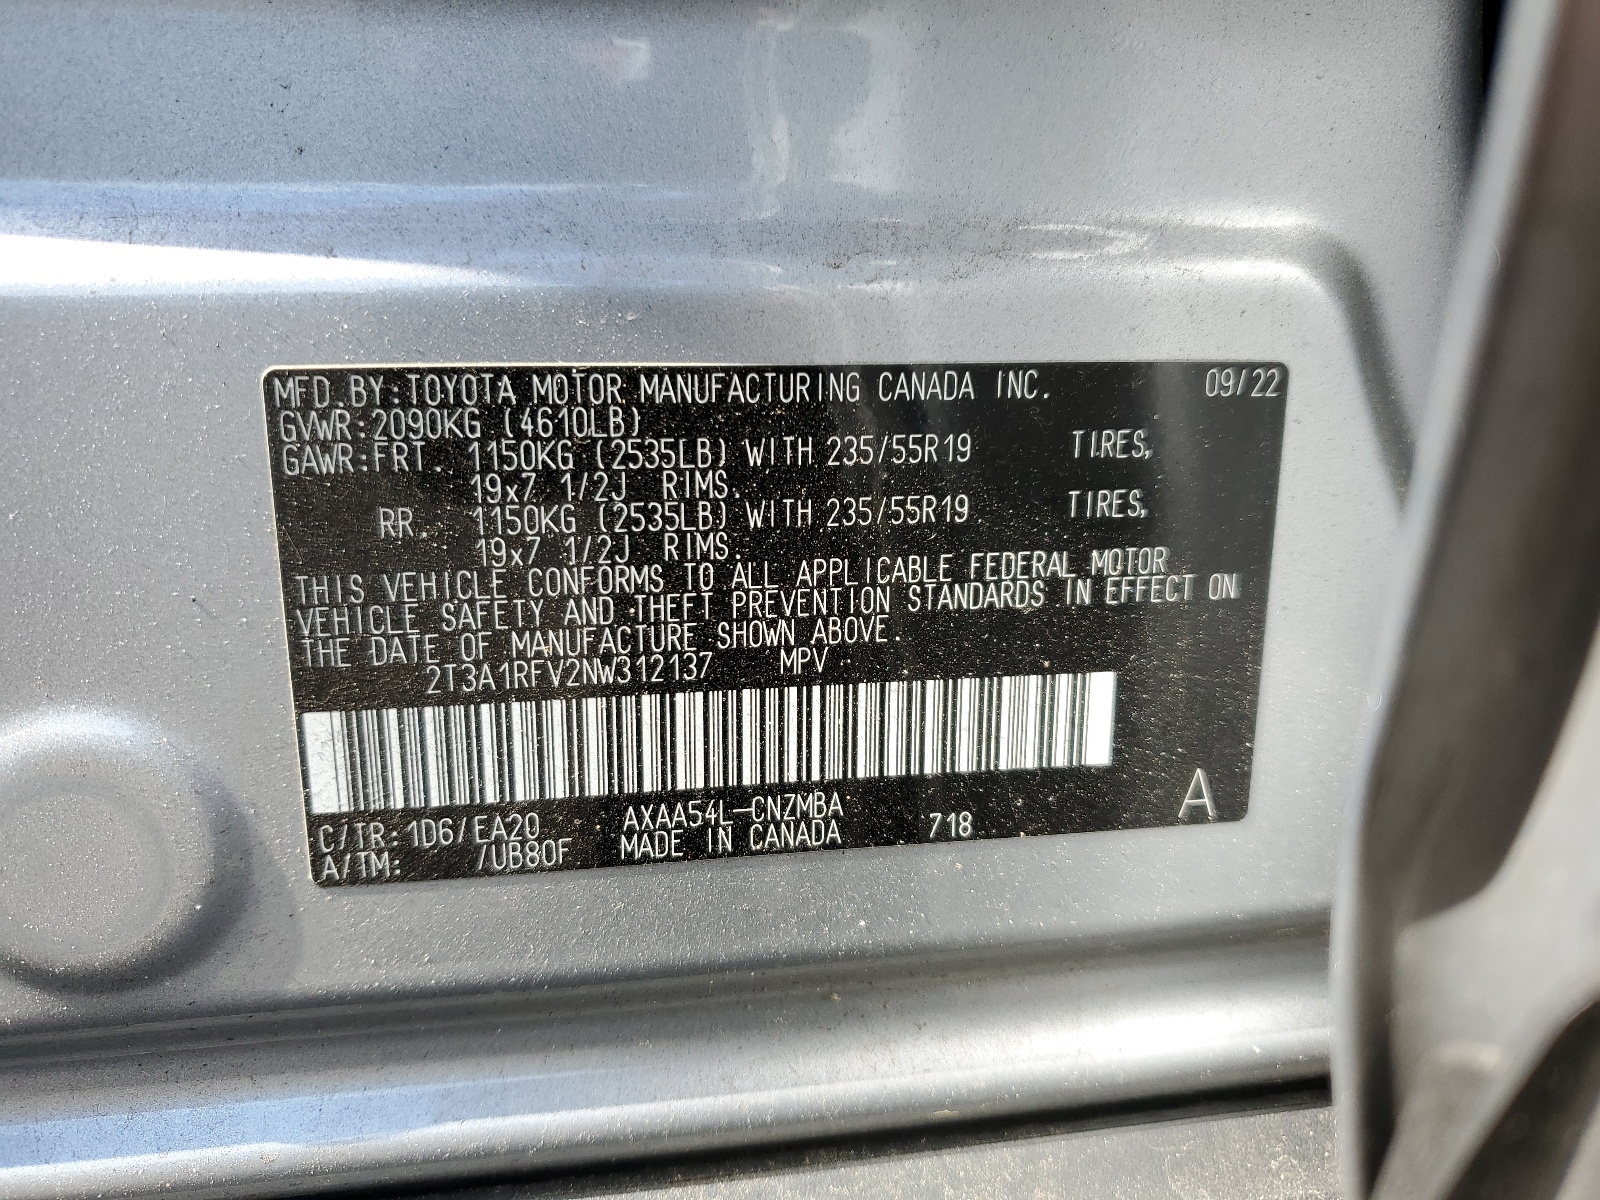 MFD. BY: TOYOTA MOTOR MANUFACTURING CANADA INC. 09/22
GVWR: 2090KG (4610LB)
GAWR: FRT. 1150KG (2535LB) WITH 235/55R19 TIRES,
19x7 1/2J RIMS.
RR. 1150KG (2535LB) WITH 235/55R19 TIRES,
19x7 1/2J RIMS.
THIS VEHICLE CONFORMS TO ALL APPLICABLE FEDERAL MOTOR
VEHICLE SAFETY AND THEFT PREVENTION STANDARDS IN EFFECT ON
THE DATE OF MANUFACTURE SHOWN ABOVE.
2T3A1RFV2NW312137 MPV
C/TR: 1D6/EA20 AXAA54L-CNZMBA 718 A
A/TM: /UB80F MADE IN CANADA